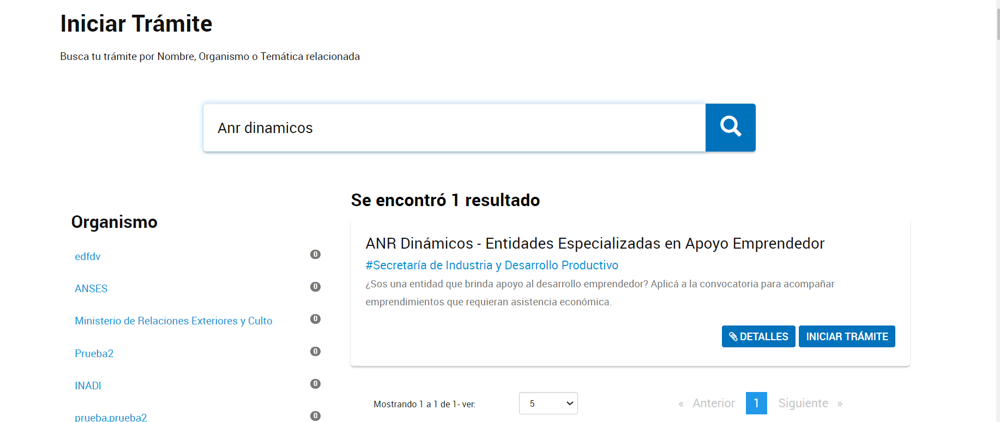 Iniciar Trámite
Busca tu trámite por Nombre, Organismo o Temática relacionada
Anr dinamicos
Organismo
edfdv 0
ANSES 0
Ministerio de Relaciones Exteriores y Culto 0
Prueba2 0
INADI 0
prueba,prueba2 0
Se encontró 1 resultado
ANR Dinámicos - Entidades Especializadas en Apoyo Emprendedor
#Secretaría de Industria y Desarrollo Productivo
¿Sos una entidad que brinda apoyo al desarrollo emprendedor? Aplicá a la convocatoria para acompañar
emprendimientos que requieran asistencia económica.
DETALLES INICIAR TRÁMITE
Mostrando 1 a 1 de 1- ver: 5 « Anterior 1 Siguiente »